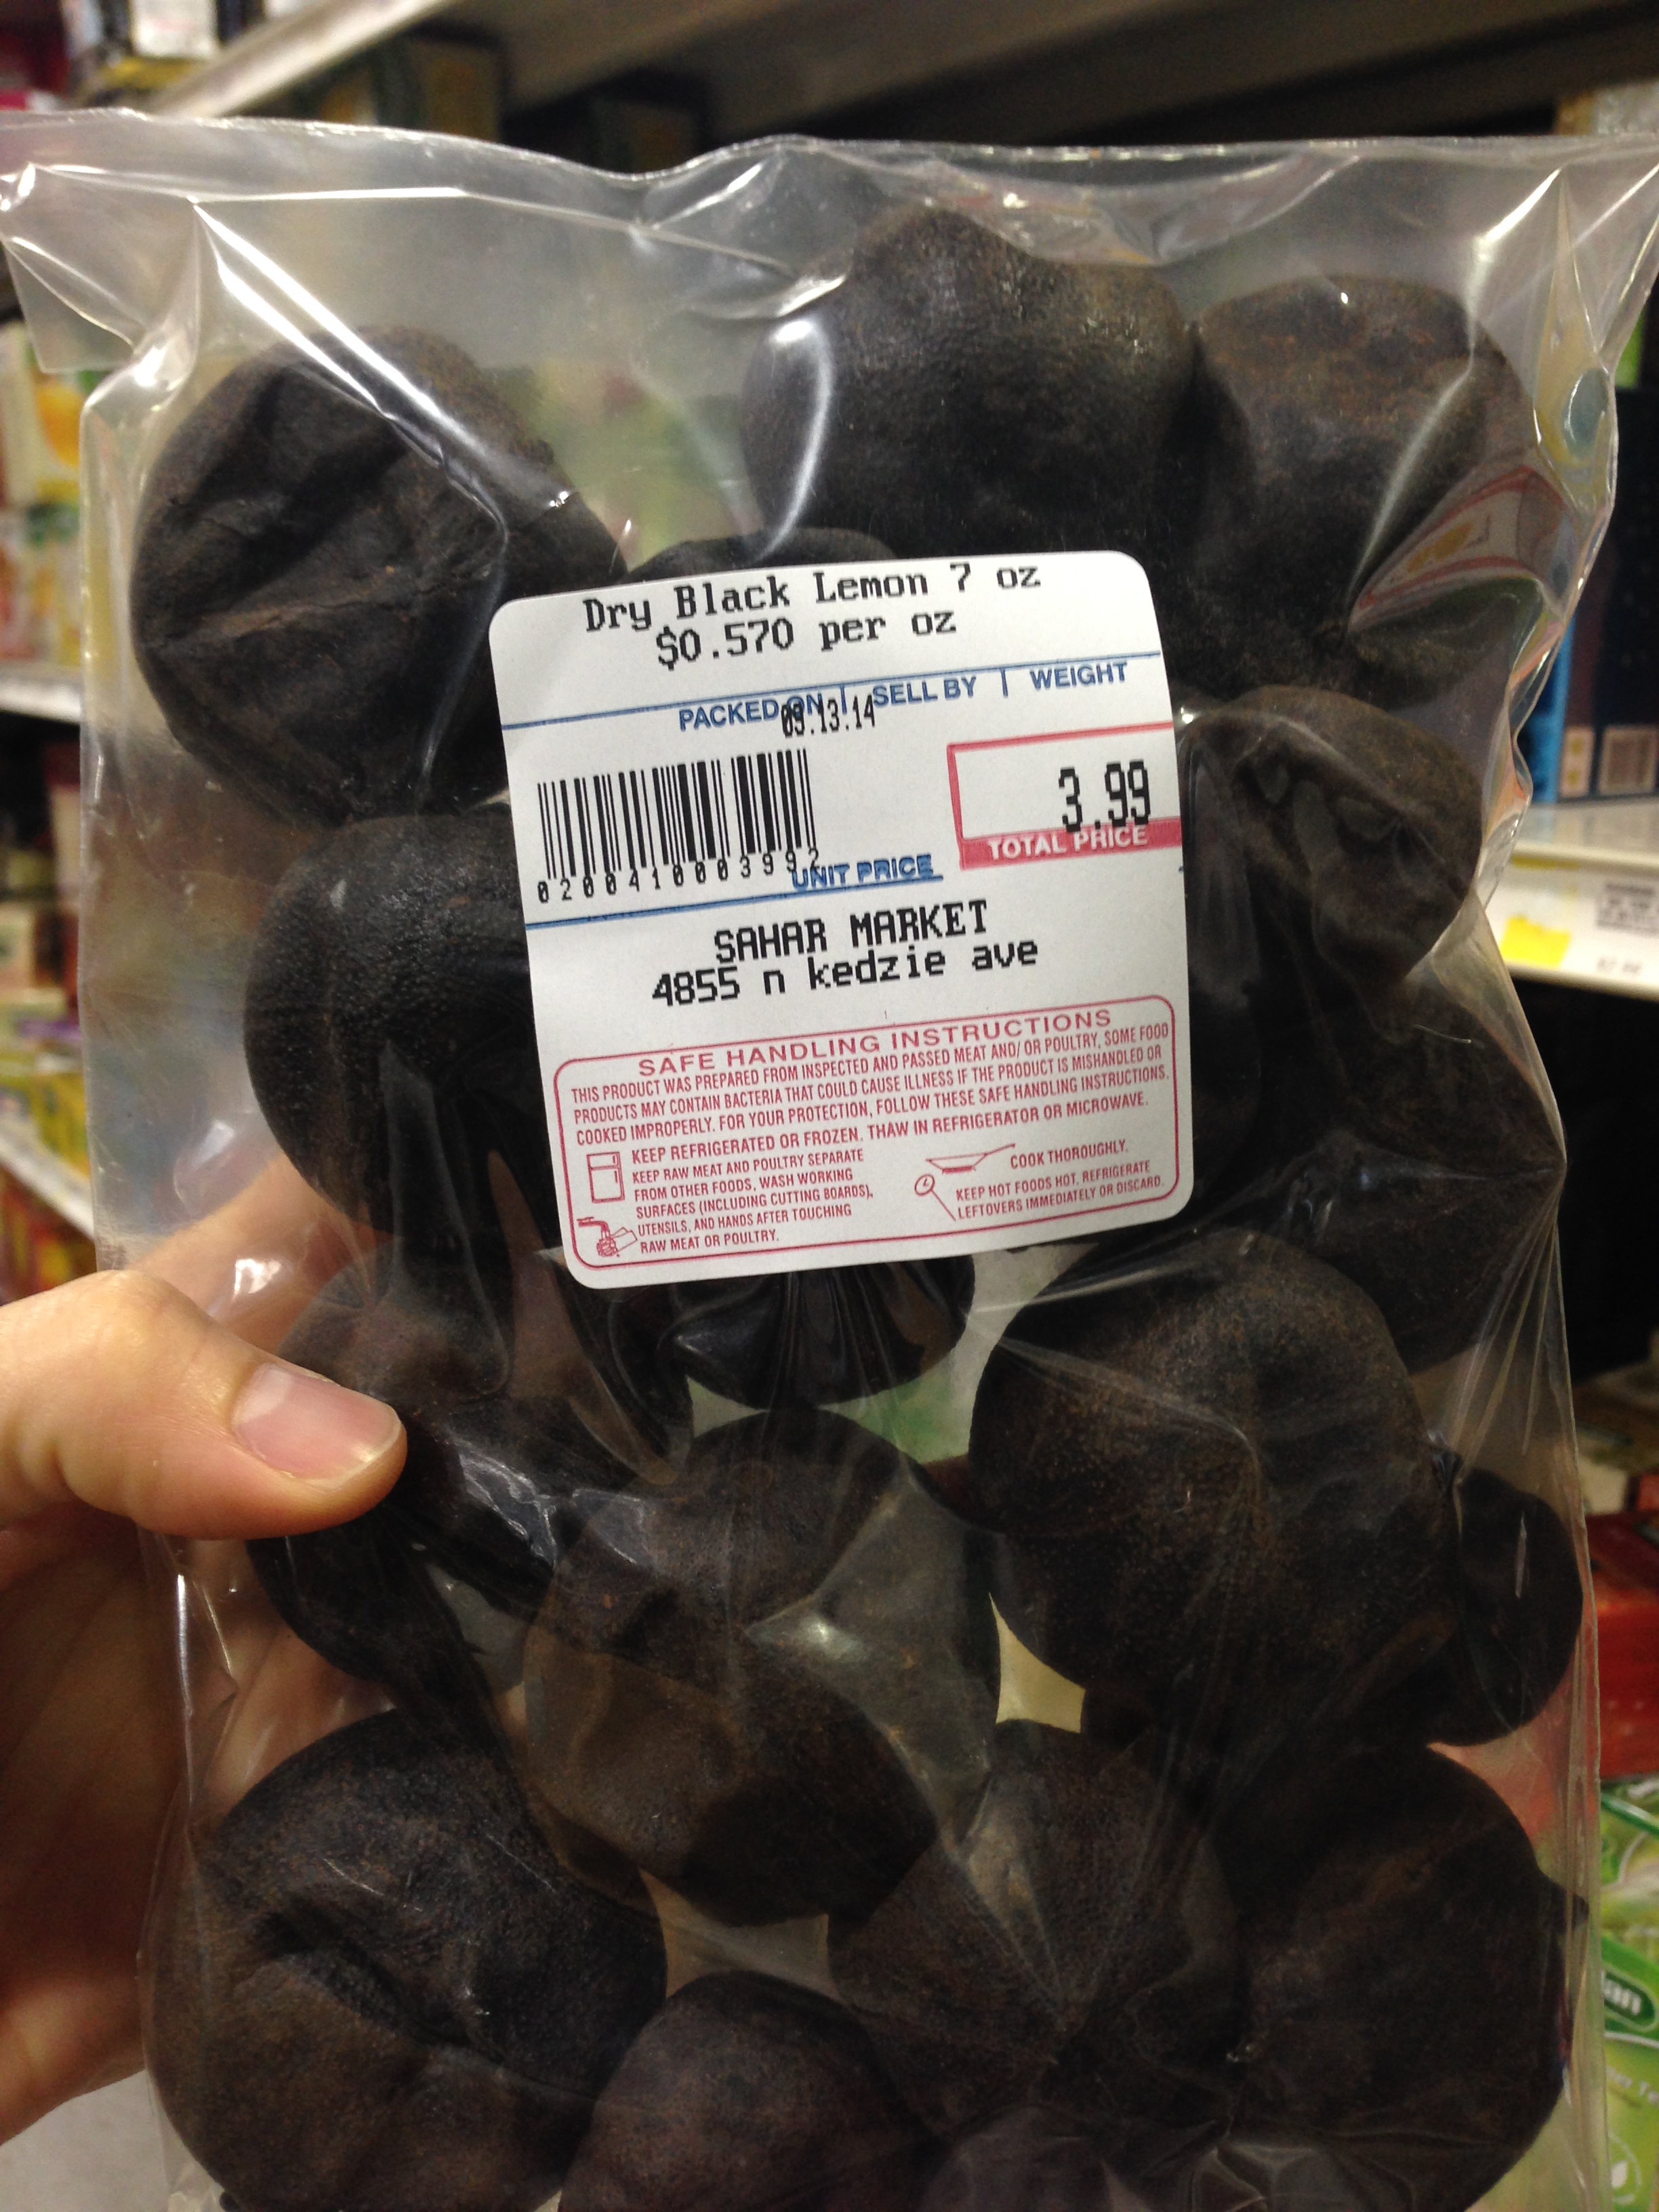 Dry Black Lemon 7 oz
$0.570 per oz
PACKED ON | SELL BY | WEIGHT
09.13.14
3.99
TOTAL PRICE
0200410003992
UNIT PRICE
SAHAR MARKET
4855 n kedzie ave
SAFE HANDLING INSTRUCTIONS
THIS PRODUCT WAS PREPARED FROM INSPECTED AND PASSED MEAT AND/ OR POULTRY, SOME FOOD
PRODUCTS MAY CONTAIN BACTERIA THAT COULD CAUSE ILLNESS IF THE PRODUCT IS MISHANDLED OR
COOKED IMPROPERLY. FOR YOUR PROTECTION, FOLLOW THESE SAFE HANDLING INSTRUCTIONS.
KEEP REFRIGERATED OR FROZEN. THAW IN REFRIGERATOR OR MICROWAVE.
KEEP RAW MEAT AND POULTRY SEPARATE
FROM OTHER FOODS, WASH WORKING
SURFACES (INCLUDING CUTTING BOARDS),
UTENSILS, AND HANDS AFTER TOUCHING
RAW MEAT OR POULTRY.
COOK THOROUGHLY.
KEEP HOT FOODS HOT. REFRIGERATE
LEFTOVERS IMMEDIATELY OR DISCARD.